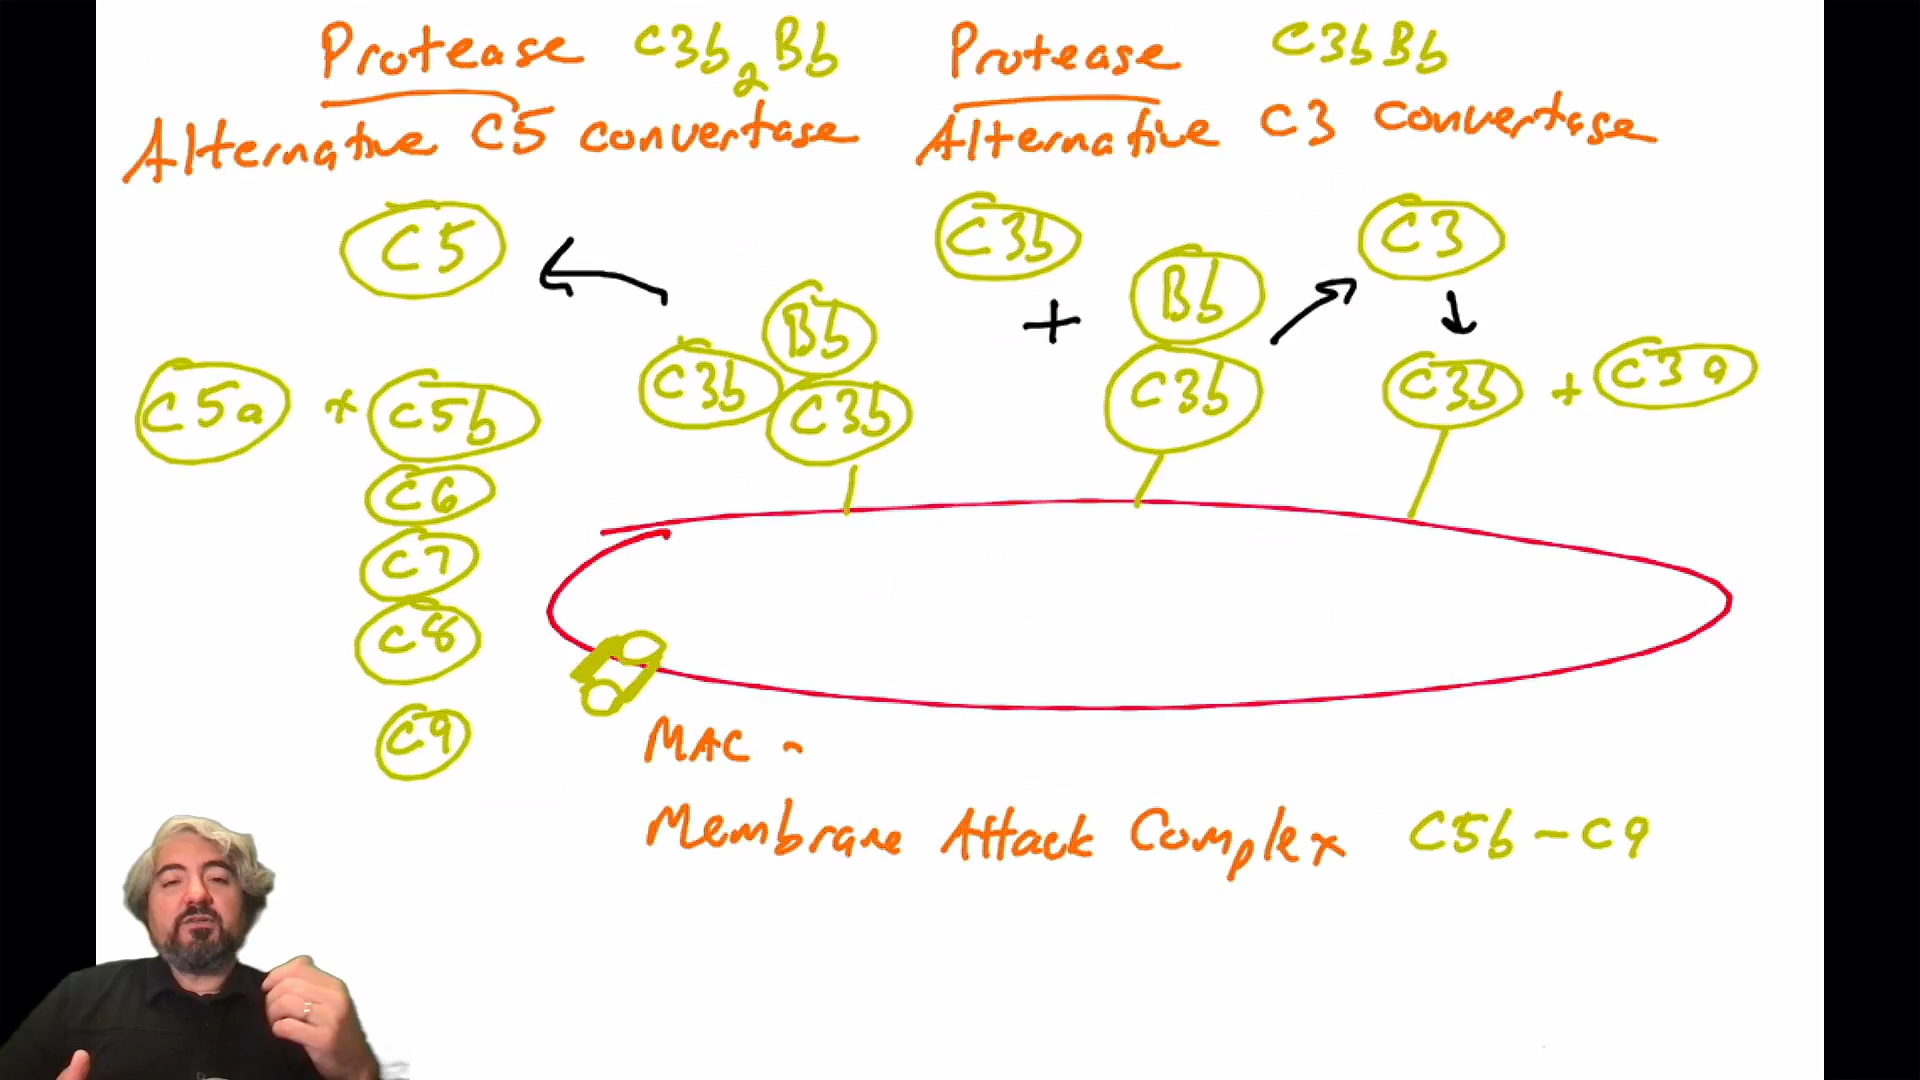 Protease C3b2Bb
Alternative C5 convertase
Protease C3bBb
Alternative C3 convertase
C5
C3b
C3
Bb
+
Bb
C5a + C5b
C3b
C3b
C3b
C3b + C3a
C6
C7
C8
C9
MAC -
Membrane Attack Complex C5b - C9